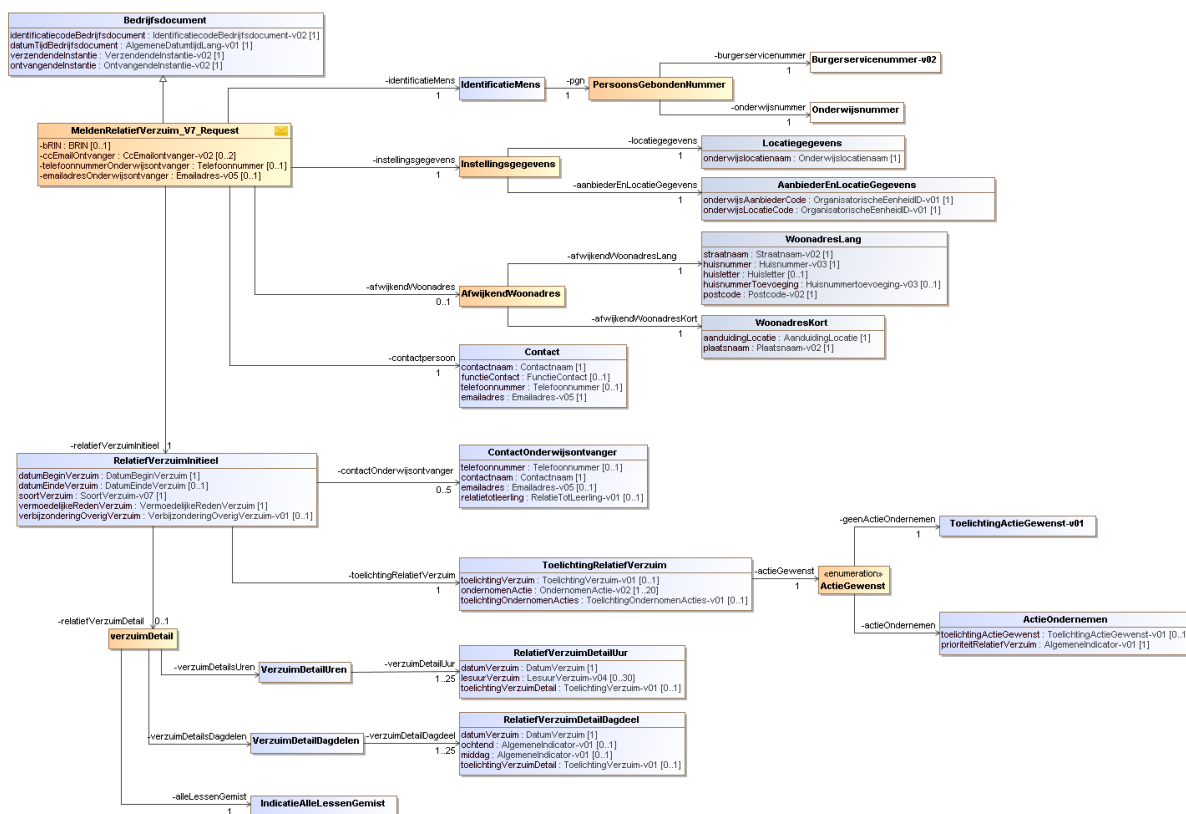 Bedrijfsdocument
identificatiecodeBedrijfsdocument : IdentificatiecodeBedrijfsdocument-v02 [1]
datumTijdBedrijfsdocument : AlgemeneDatumtijdLang-v01 [1]
verzendendeInstantie : VerzendendeInstantie-v02 [1]
ontvangendeInstantie : OntvangendeInstantie-v02 [1]
MeldenRelatiefVerzuim_V7_Request
-bRIN : BRIN [0..1]
-ccEmailOntvanger : CcEmailontvanger-v02 [0..2]
-telefoonnummerOnderwijsontvanger : Telefoonnummer [0..1]
-emailadresOnderwijsontvanger : Emailadres-v05 [0..1]
-identificatieMens
1
IdentificatieMens
-pgn
1
PersoonsGebondenNummer
-burgerservicenummer
1
Burgerservicenummer-v02
-onderwijsnummer
1
Onderwijsnummer
-instellingsgegevens
1
Instellingsgegevens
-locatiegegevens
1
Locatiegegevens
onderwijslocatienaam : Onderwijslocatienaam [1]
-aanbiederEnLocatieGegevens
1
AanbiederEnLocatieGegevens
onderwijsAanbiederCode : OrganisatorischeEenheidID-v01 [1]
onderwijsLocatieCode : OrganisatorischeEenheidID-v01 [1]
-afwijkendWoonadres
0..1
AfwijkendWoonadres
-afwijkendWoonadresLang
1
WoonadresLang
straatnaam : Straatnaam-v02 [1]
huisnummer : Huisnummer-v03 [1]
huisletter : Huisletter [0..1]
huisnummerToevoeging : Huisnummertoevoeging-v03 [0..1]
postcode : Postcode-v02 [1]
-afwijkendWoonadresKort
1
WoonadresKort
aanduidingLocatie : AanduidingLocatie [1]
plaatsnaam : Plaatsnaam-v02 [1]
-contactpersoon
1
Contact
contactnaam : Contactnaam [1]
functieContact : FunctieContact [0..1]
telefoonnummer : Telefoonnummer [0..1]
emailadres : Emailadres-v05 [1]
-relatiefVerzuimInitieel
1
RelatiefVerzuimInitieel
datumBeginVerzuim : DatumBeginVerzuim [1]
datumEindeVerzuim : DatumEindeVerzuim [0..1]
soortVerzuim : SoortVerzuim-v07 [1]
vermoedelijkeRedenVerzuim : VermoedelijkeRedenVerzuim [1]
verbijzonderingOverigVerzuim : VerbijzonderingOverigVerzuim-v01 [0..1]
-contactOnderwijsontvanger
0..5
ContactOnderwijsontvanger
telefoonnummer : Telefoonnummer [0..1]
contactnaam : Contactnaam [1]
emailadres : Emailadres-v05 [0..1]
relatietotleerling : RelatieTotLeerling-v01 [0..1]
-toelichtingRelatiefVerzuim
1
ToelichtingRelatiefVerzuim
toelichtingVerzuim : ToelichtingVerzuim-v01 [0..1]
ondernomenActie : OndernomenActie-v02 [1..20]
toelichtingOndernomenActies : ToelichtingOndernomenActies-v01 [0..1]
-actieGewenst
1
«enumeration»
ActieGewenst
-geenActieOndernemen
1
ToelichtingActieGewenst-v01
-actieOndernemen
1
ActieOndernemen
toelichtingActieGewenst : ToelichtingActieGewenst-v01 [0..1
prioriteitRelatiefVerzuim : AlgemeneIndicator-v01 [1]
-relatiefVerzuimDetail
0..1
verzuimDetail
-verzuimDetailsUren
VerzuimDetailUren
-verzuimDetailUur
1..25
RelatiefVerzuimDetailUur
datumVerzuim : DatumVerzuim [1]
lesuurVerzuim : LesuurVerzuim-v04 [0..30]
toelichtingVerzuimDetail : ToelichtingVerzuim-v01 [0..1]
-verzuimDetailsDagdelen
VerzuimDetailDagdelen
-verzuimDetailDagdeel
1..25
RelatiefVerzuimDetailDagdeel
datumVerzuim : DatumVerzuim [1]
ochtend : AlgemeneIndicator-v01 [0..1]
middag : AlgemeneIndicator-v01 [0..1]
toelichtingVerzuimDetail : ToelichtingVerzuim-v01 [0..1]
-alleLessenGemist
1
IndicatieAlleLessenGemist